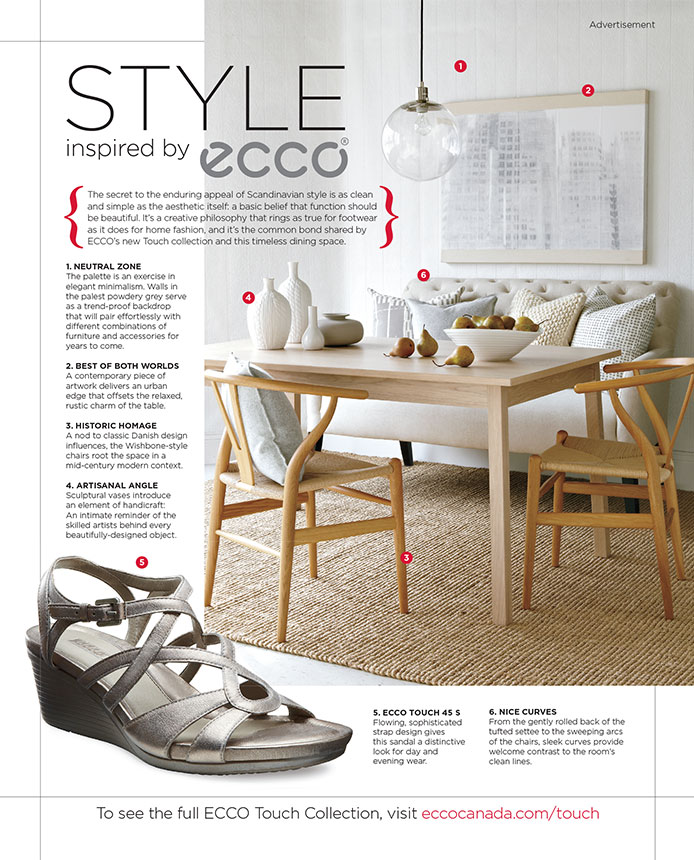 Advertisement
STYLE
inspired by ecco®
The secret to the enduring appeal of Scandinavian style is as clean
and simple as the aesthetic itself: a basic belief that function should
be beautiful. It's a creative philosophy that rings as true for footwear
as it does for home fashion, and it's the common bond shared by
ECCO's new Touch collection and this timeless dining space.
1. NEUTRAL ZONE
The palette is an exercise in
elegant minimalism. Walls in
the palest powdery grey serve
as a trend-proof backdrop
that will pair effortlessly with
different combinations of
furniture and accessories for
years to come.
2. BEST OF BOTH WORLDS
A contemporary piece of
artwork delivers an urban
edge that offsets the relaxed,
rustic charm of the table.
3. HISTORIC HOMAGE
A nod to classic Danish design
influences, the Wishbone-style
chairs root the space in a
mid-century modern context.
4. ARTISANAL ANGLE
Sculptural vases introduce
an element of handicraft:
An intimate reminder of the
skilled artists behind every
beautifully-designed object.
1
2
6
4
3
5
5. ECCO TOUCH 45 S
Flowing, sophisticated
strap design gives
this sandal a distinctive
look for day and
evening wear.
6. NICE CURVES
From the gently rolled back of the
tufted settee to the sweeping arcs
of the chairs, sleek curves provide
welcome contrast to the room's
clean lines.
To see the full ECCO Touch Collection, visit eccocanada.com/touch